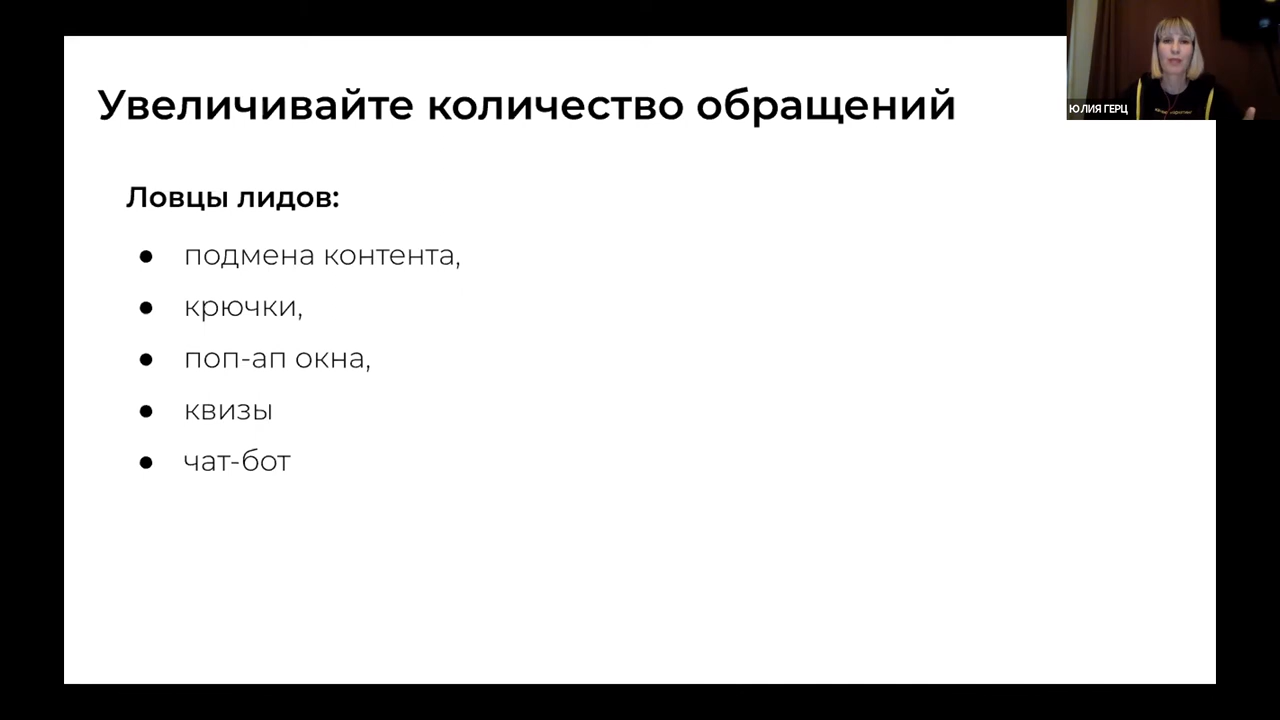 Увеличивайте количество обращений
ЮЛИЯ ГЕРЦ
Ловцы лидов:
● подмена контента,
● крючки,
● поп-ап окна,
● квизы
● чат-бот